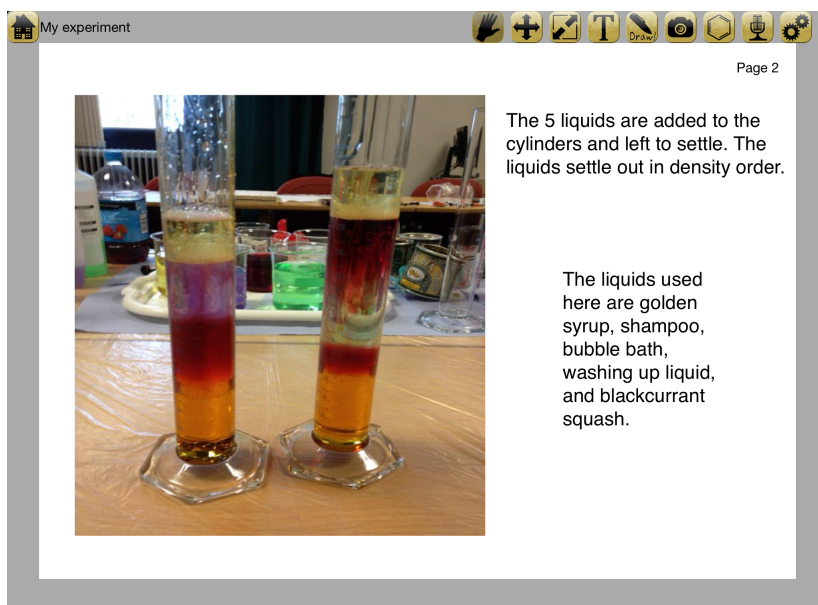 My experiment
Draw!
Page 2
The 5 liquids are added to the
cylinders and left to settle. The
liquids settle out in density order.
The liquids used
here are golden
syrup, shampoo,
bubble bath,
washing up liquid,
and blackcurrant
squash.